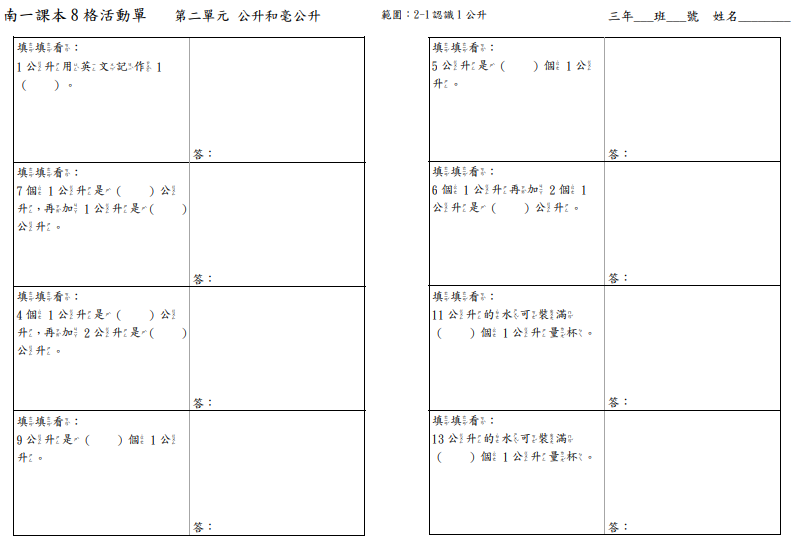 南一課本 8 格活動單 第二單元 公升和毫公升 範圍：2-1 認識 1 公升 三年___班___號 姓名________
填填看：
1 公升用英文記作 1
（　　）。
答：
填填看：
7 個 1 公升是（　　）公
升，再加 1 公升是（　　）
公升。
答：
填填看：
4 個 1 公升是（　　）公
升，再加 2 公升是（　　）
公升。
答：
填填看：
9 公升是（　　）個 1 公
升。
答：
填填看：
5 公升是（　　）個 1 公
升。
答：
填填看：
6 個 1 公升再加 2 個 1
公升是（　　）公升。
答：
填填看：
11 公升的水可裝滿
（　　）個 1 公升量杯。
答：
填填看：
13 公升的水可裝滿
（　　）個 1 公升量杯。
答：